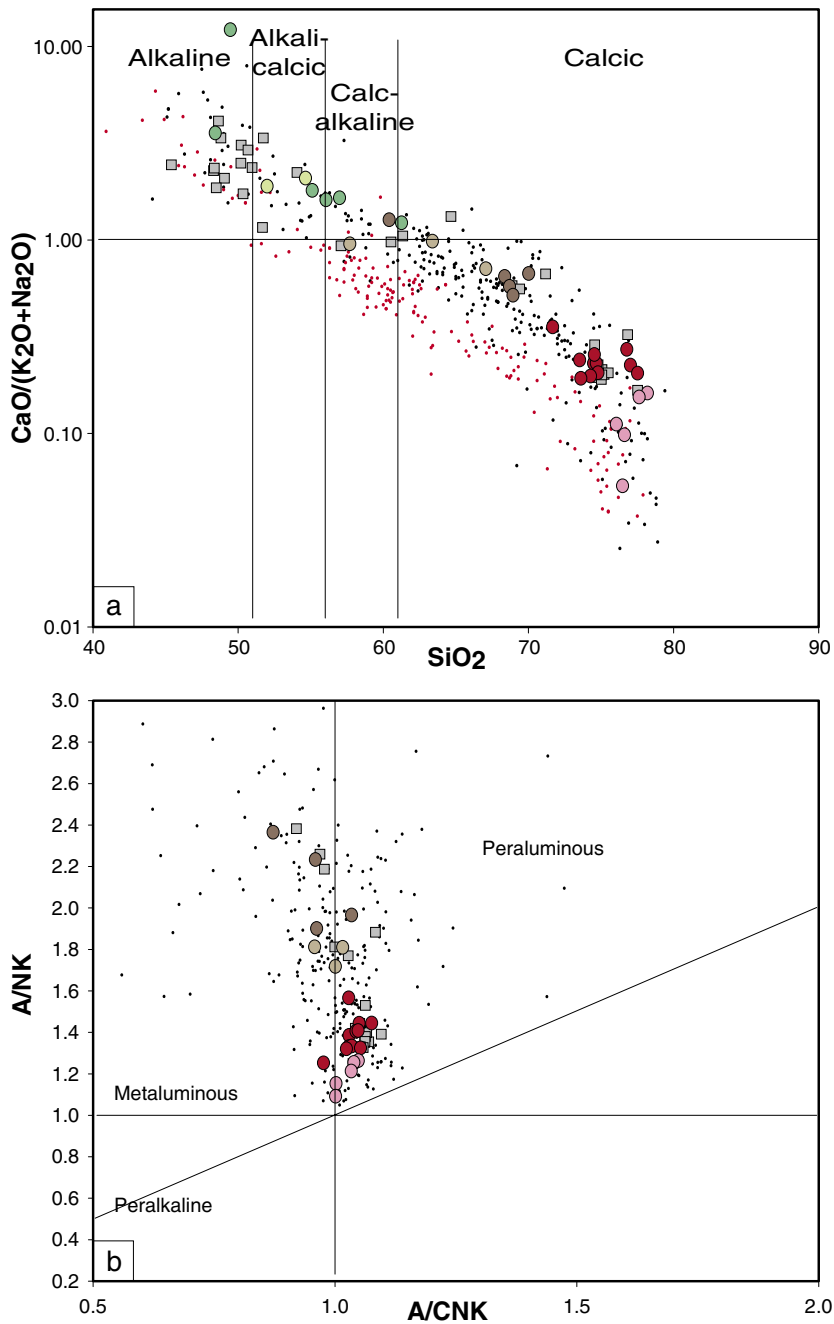 10.00
1.00
0.10
0.01
CaO/(K2O+Na2O)
Alkaline
Alkali-
calcic
Calc-
alkaline
Calcic
a
40
50
60
70
80
90
SiO2
3.0
2.8
2.6
2.4
2.2
2.0
1.8
1.6
1.4
1.2
1.0
0.8
0.6
0.4
0.2
A/NK
Peraluminous
Metaluminous
Peralkaline
b
0.5
1.0
1.5
2.0
A/CNK